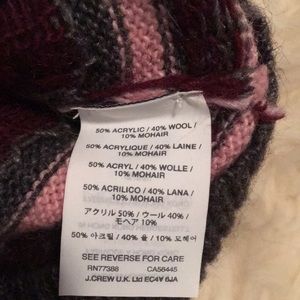 50% ACRYLIC / 40% WOOL /
10% MOHAIR
50% ACRYLIQUE / 40% LAINE /
10% MOHAIR
50% ACRYL / 40% WOLLE /
10% MOHAIR
50% ACRILICO / 40% LANA /
10% MOHAIR
アクリル 50% / ウール 40% /
モヘア 10%
50% 아크릴 / 40% 울 / 10% 모헤어
SEE REVERSE FOR CARE
RN77388 CA56445
J.CREW U.K. Ltd EC4V 6JA